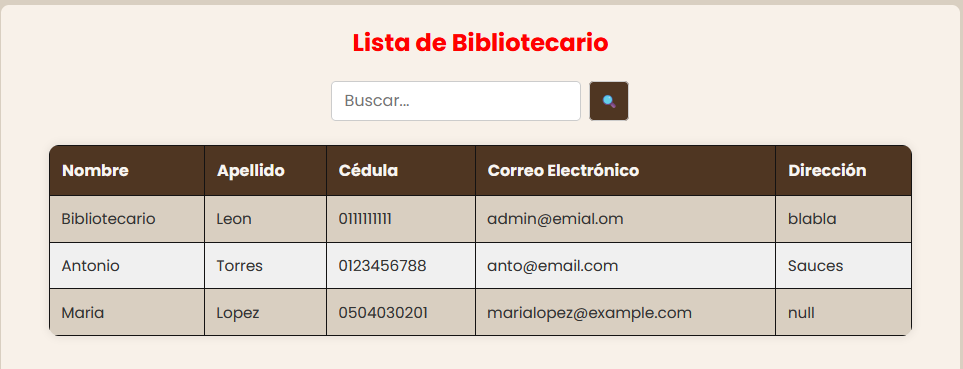 Lista de Bibliotecario
Buscar...
Nombre Apellido Cédula Correo Electrónico Dirección
Bibliotecario Leon 0111111111 admin@emial.om blabla
Antonio Torres 0123456788 anto@email.com Sauces
Maria Lopez 0504030201 marialopez@example.com null